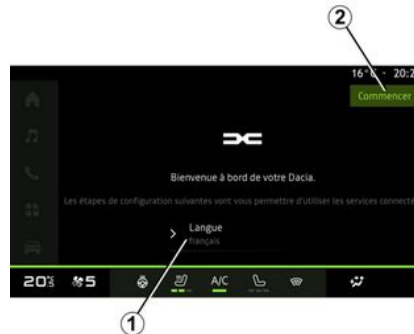 2
16°C · 20:2
Commencer
Bienvenue à bord de votre Dacia.
Les étapes de configuration suivantes vont vous permettre d'utiliser les services connecté
Langue
français
20°C 5 A/C
1